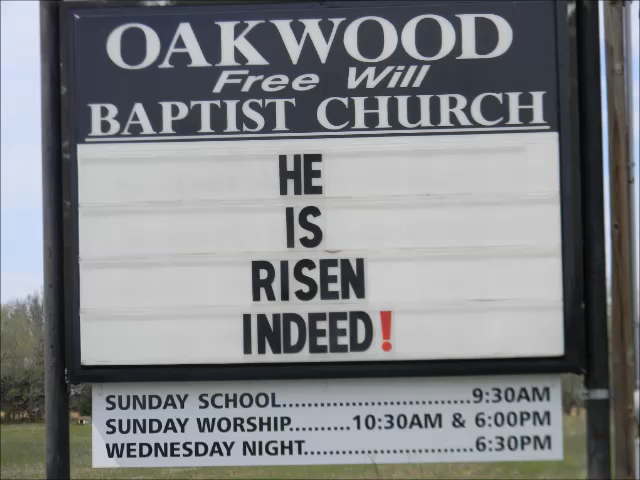 OAKWOOD
Free Will
BAPTIST CHURCH
HE
IS
RISEN
INDEED!
SUNDAY SCHOOL..............................9:30AM
SUNDAY WORSHIP.........10:30AM & 6:00PM
WEDNESDAY NIGHT.........................6:30PM